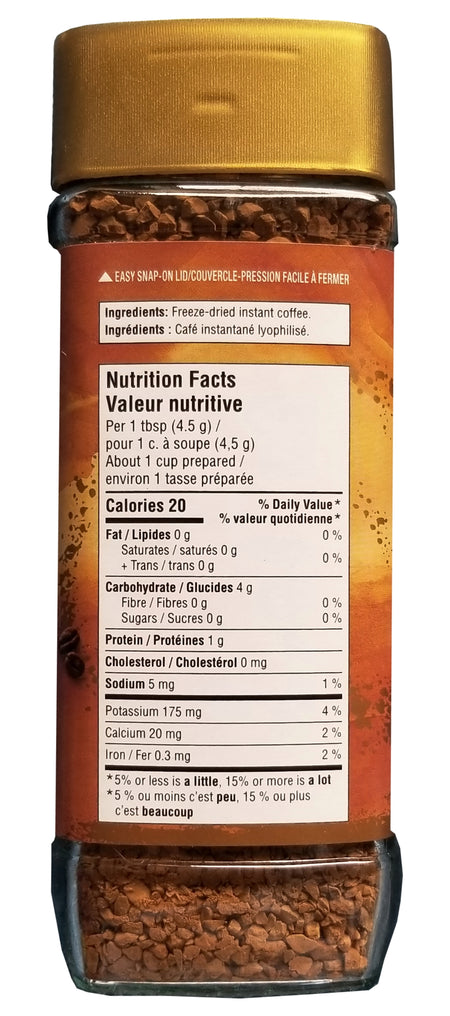 ▲ EASY SNAP-ON LID/COUVERCLE-PRESSION FACILE À FERMER
Ingredients: Freeze-dried instant coffee.
Ingrédients : Café instantané lyophilisé.
Nutrition Facts
Valeur nutritive
Per 1 tbsp (4.5 g) /
pour 1 c. à soupe (4,5 g)
About 1 cup prepared /
environ 1 tasse préparée
Calories 20 % Daily Value*
% valeur quotidienne*
Fat / Lipides 0 g 0 %
Saturates / saturés 0 g
+ Trans / trans 0 g 0 %
Carbohydrate / Glucides 4 g
Fibre / Fibres 0 g 0 %
Sugars / Sucres 0 g 0 %
Protein / Protéines 1 g
Cholesterol / Cholestérol 0 mg
Sodium 5 mg 1 %
Potassium 175 mg 4 %
Calcium 20 mg 2 %
Iron / Fer 0.3 mg 2 %
*5% or less is a little, 15% or more is a lot
*5 % ou moins c'est peu, 15 % ou plus
c'est beaucoup